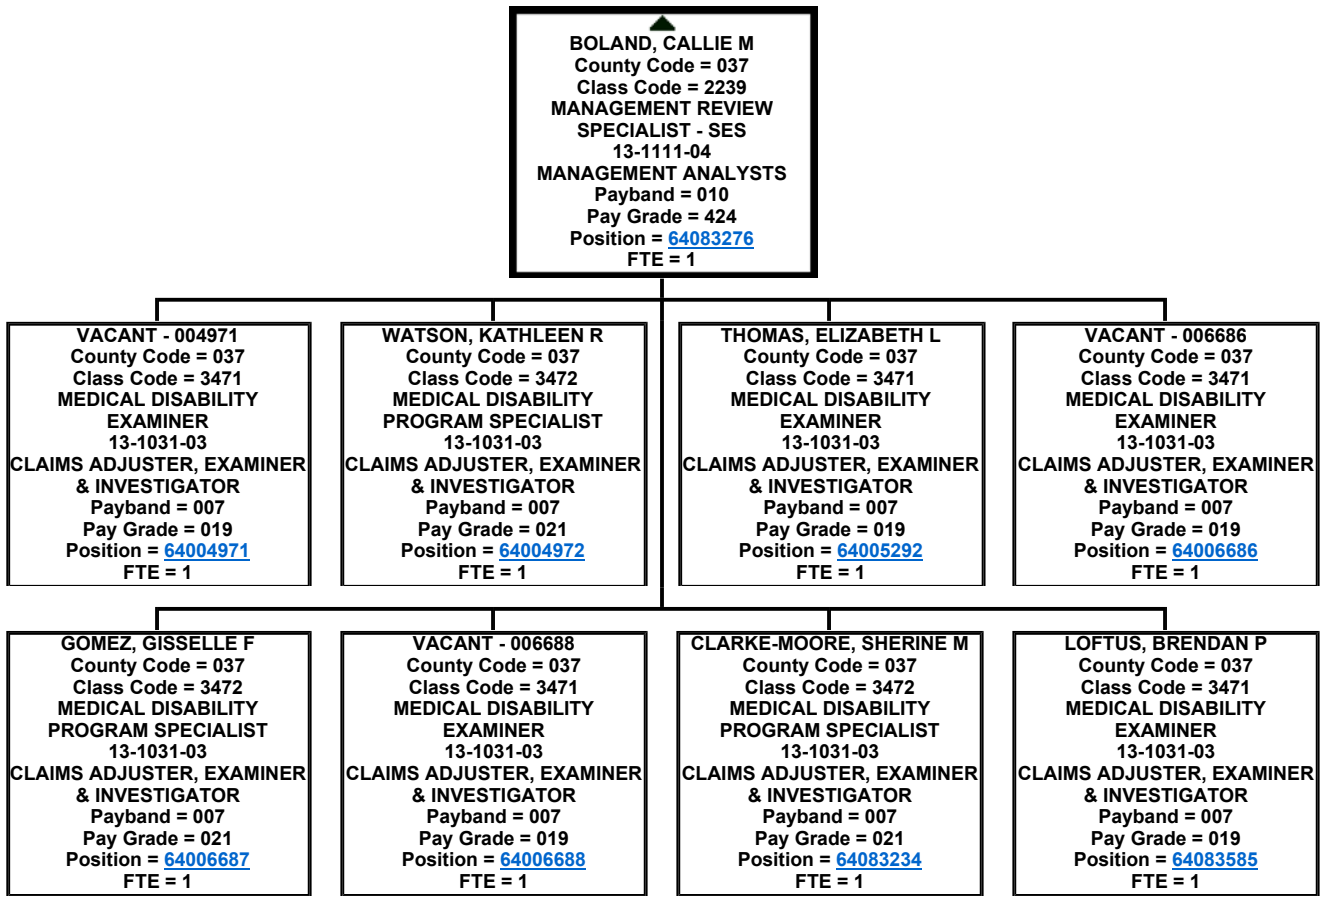 BOLAND, CALLIE M
County Code = 037
Class Code = 2239
MANAGEMENT REVIEW
SPECIALIST - SES
13-1111-04
MANAGEMENT ANALYSTS
Payband = 010
Pay Grade = 424
Position = 64083276
FTE = 1
VACANT - 004971
County Code = 037
Class Code = 3471
MEDICAL DISABILITY
EXAMINER
13-1031-03
CLAIMS ADJUSTER, EXAMINER
& INVESTIGATOR
Payband = 007
Pay Grade = 019
Position = 64004971
FTE = 1
WATSON, KATHLEEN R
County Code = 037
Class Code = 3472
MEDICAL DISABILITY
PROGRAM SPECIALIST
13-1031-03
CLAIMS ADJUSTER, EXAMINER
& INVESTIGATOR
Payband = 007
Pay Grade = 021
Position = 64004972
FTE = 1
THOMAS, ELIZABETH L
County Code = 037
Class Code = 3471
MEDICAL DISABILITY
EXAMINER
13-1031-03
CLAIMS ADJUSTER, EXAMINER
& INVESTIGATOR
Payband = 007
Pay Grade = 019
Position = 64005292
FTE = 1
VACANT - 006686
County Code = 037
Class Code = 3471
MEDICAL DISABILITY
EXAMINER
13-1031-03
CLAIMS ADJUSTER, EXAMINER
& INVESTIGATOR
Payband = 007
Pay Grade = 019
Position = 64006686
FTE = 1
GOMEZ, GISSELLE F
County Code = 037
Class Code = 3472
MEDICAL DISABILITY
PROGRAM SPECIALIST
13-1031-03
CLAIMS ADJUSTER, EXAMINER
& INVESTIGATOR
Payband = 007
Pay Grade = 021
Position = 64006687
FTE = 1
VACANT - 006688
County Code = 037
Class Code = 3471
MEDICAL DISABILITY
EXAMINER
13-1031-03
CLAIMS ADJUSTER, EXAMINER
& INVESTIGATOR
Payband = 007
Pay Grade = 019
Position = 64006688
FTE = 1
CLARKE-MOORE, SHERINE M
County Code = 037
Class Code = 3472
MEDICAL DISABILITY
PROGRAM SPECIALIST
13-1031-03
CLAIMS ADJUSTER, EXAMINER
& INVESTIGATOR
Payband = 007
Pay Grade = 021
Position = 64083234
FTE = 1
LOFTUS, BRENDAN P
County Code = 037
Class Code = 3471
MEDICAL DISABILITY
EXAMINER
13-1031-03
CLAIMS ADJUSTER, EXAMINER
& INVESTIGATOR
Payband = 007
Pay Grade = 019
Position = 64083585
FTE = 1